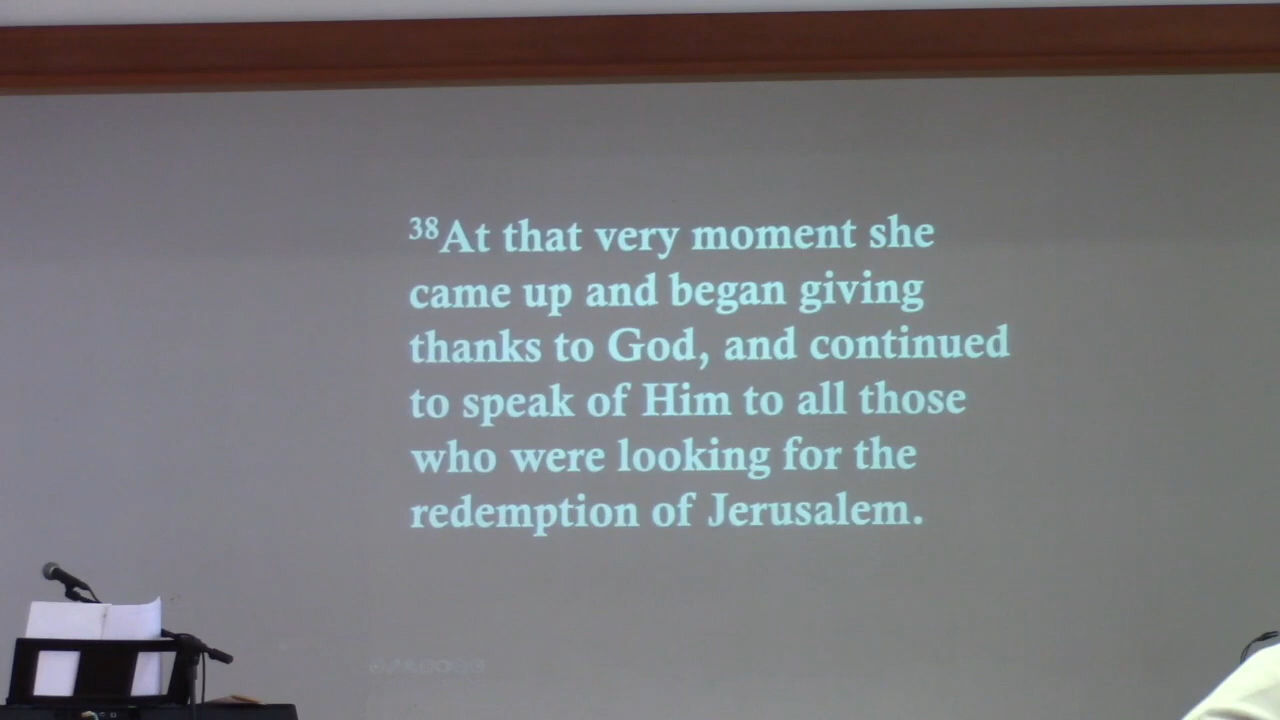 ³⁸At that very moment she
came up and began giving
thanks to God, and continued
to speak of Him to all those
who were looking for the
redemption of Jerusalem.